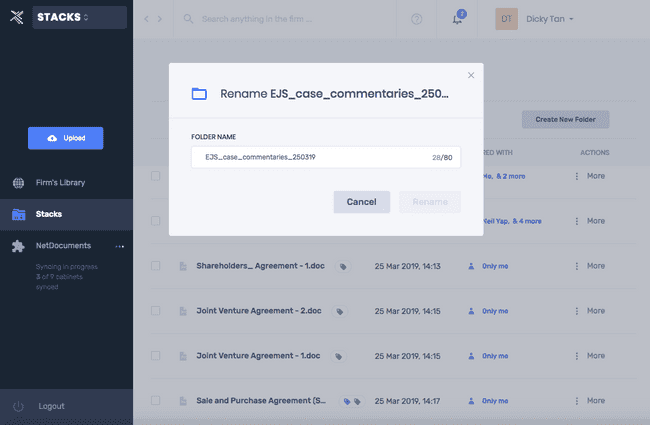 STACKS
Search anything in the firm ...
7
DT
Dicky Tan
Rename EJS_case_commentaries_250...
Create New Folder
Upload
FOLDER NAME
EJS_case_commentaries_250319
28/80
RED WITH
ACTIONS
Firm's Library
Mo, & 2 more
More
Cancel
Rename
Stacks
Neil Yap, & 4 more
More
NetDocuments
Syncing in progress
3 of 9 cabinets
synced
Shareholders_ Agreement - 1.doc
25 Mar 2019, 14:13
Only me
More
Joint Venture Agreement - 2.doc
25 Mar 2019, 14:15
Only me
More
Joint Venture Agreement - 1.doc
25 Mar 2019, 14:15
Only me
More
Sale and Purchase Agreement (S...
25 Mar 2019, 14:17
Only me
More
Logout